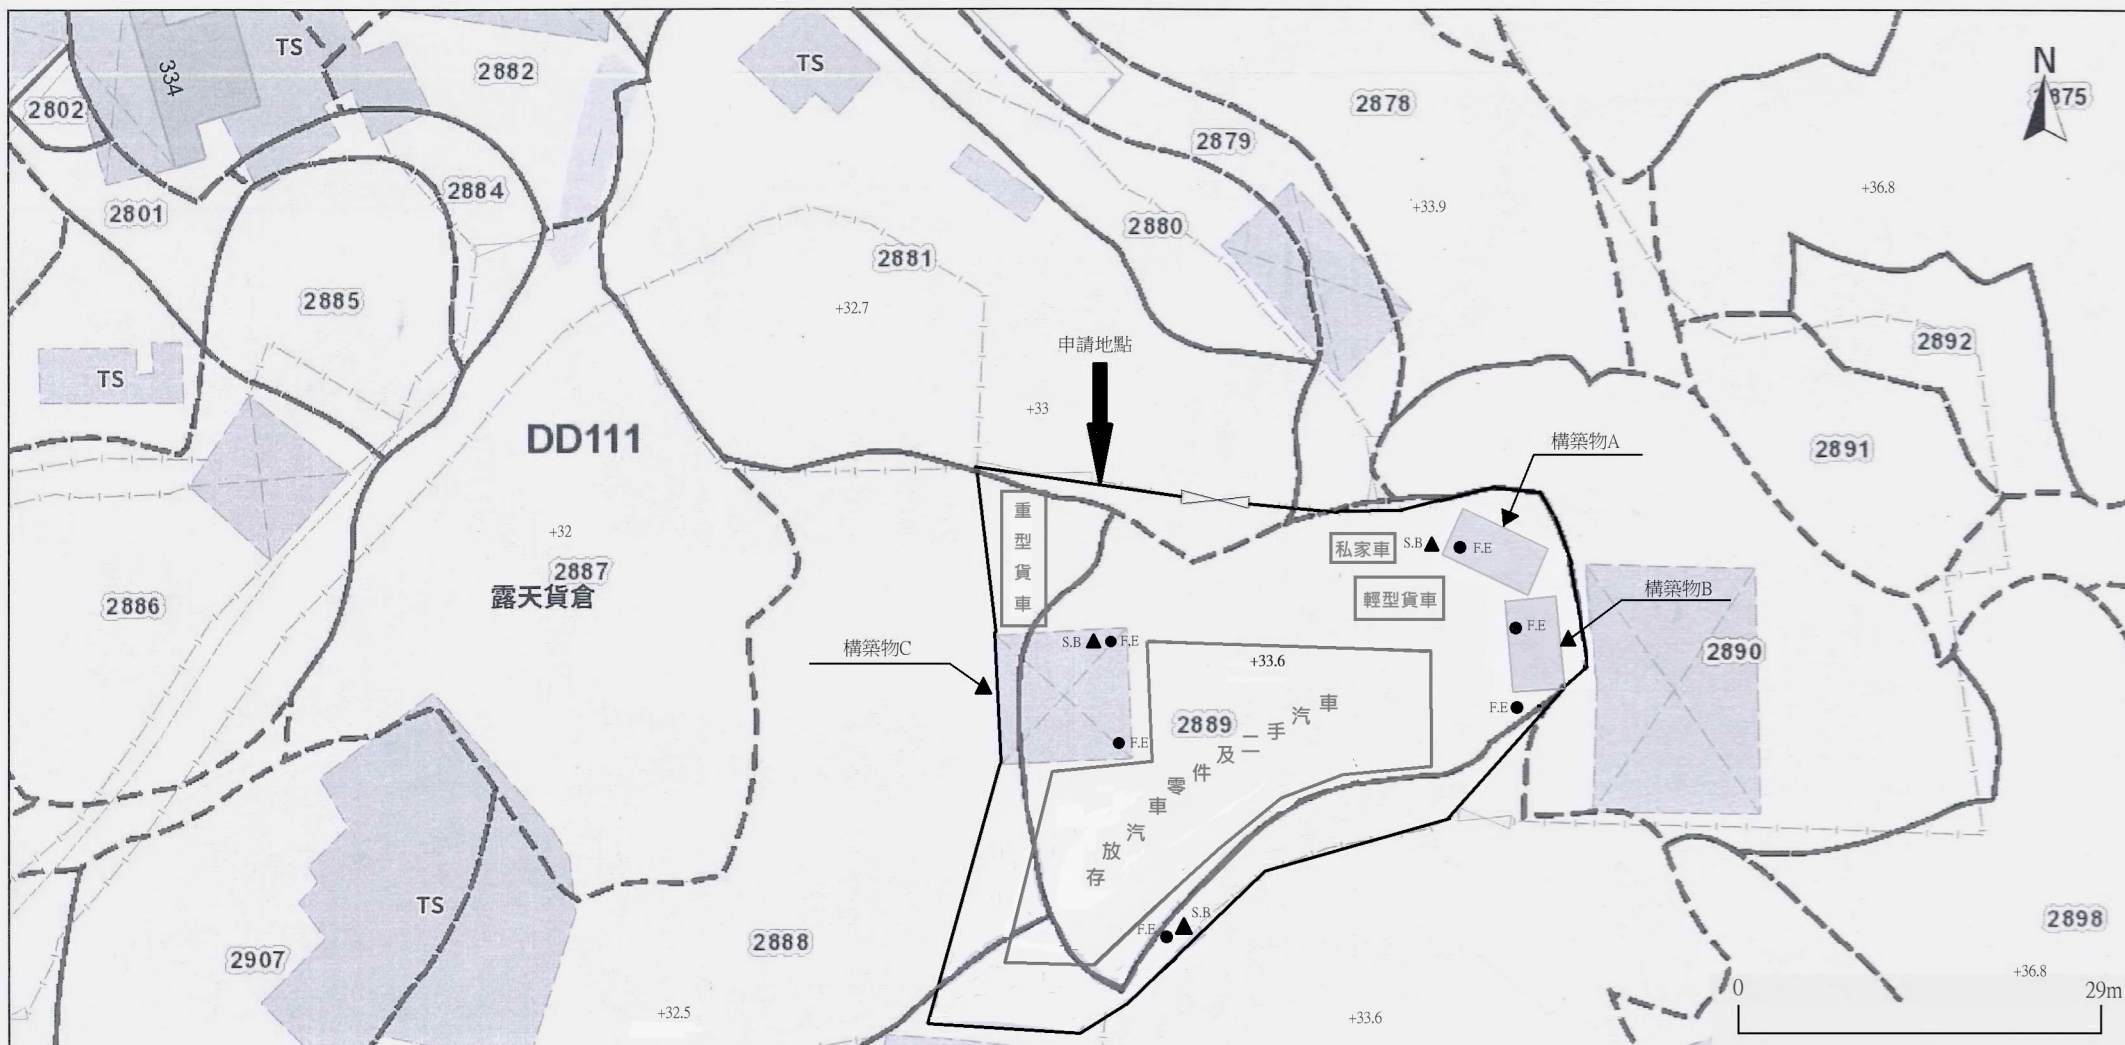 TS
334
2882
TS
N
2802
2878
2875
2879
2884
+36.8
2801
+33.9
2880
2881
2885
+32.7
2892
申請地點
TS
+33
DD111
構築物A
2891
重型貨車
+32
私家車
S.B
F.E
2887
露天貨倉
構築物B
2886
輕型貨車
F.E
S.B
F.E
構築物C
2890
+33.6
2889
F.E
F.E
存放汽車零件及二手汽車
TS
S.B
F.E
2898
2888
2907
+36.8
0
29m
+32.5
+33.6